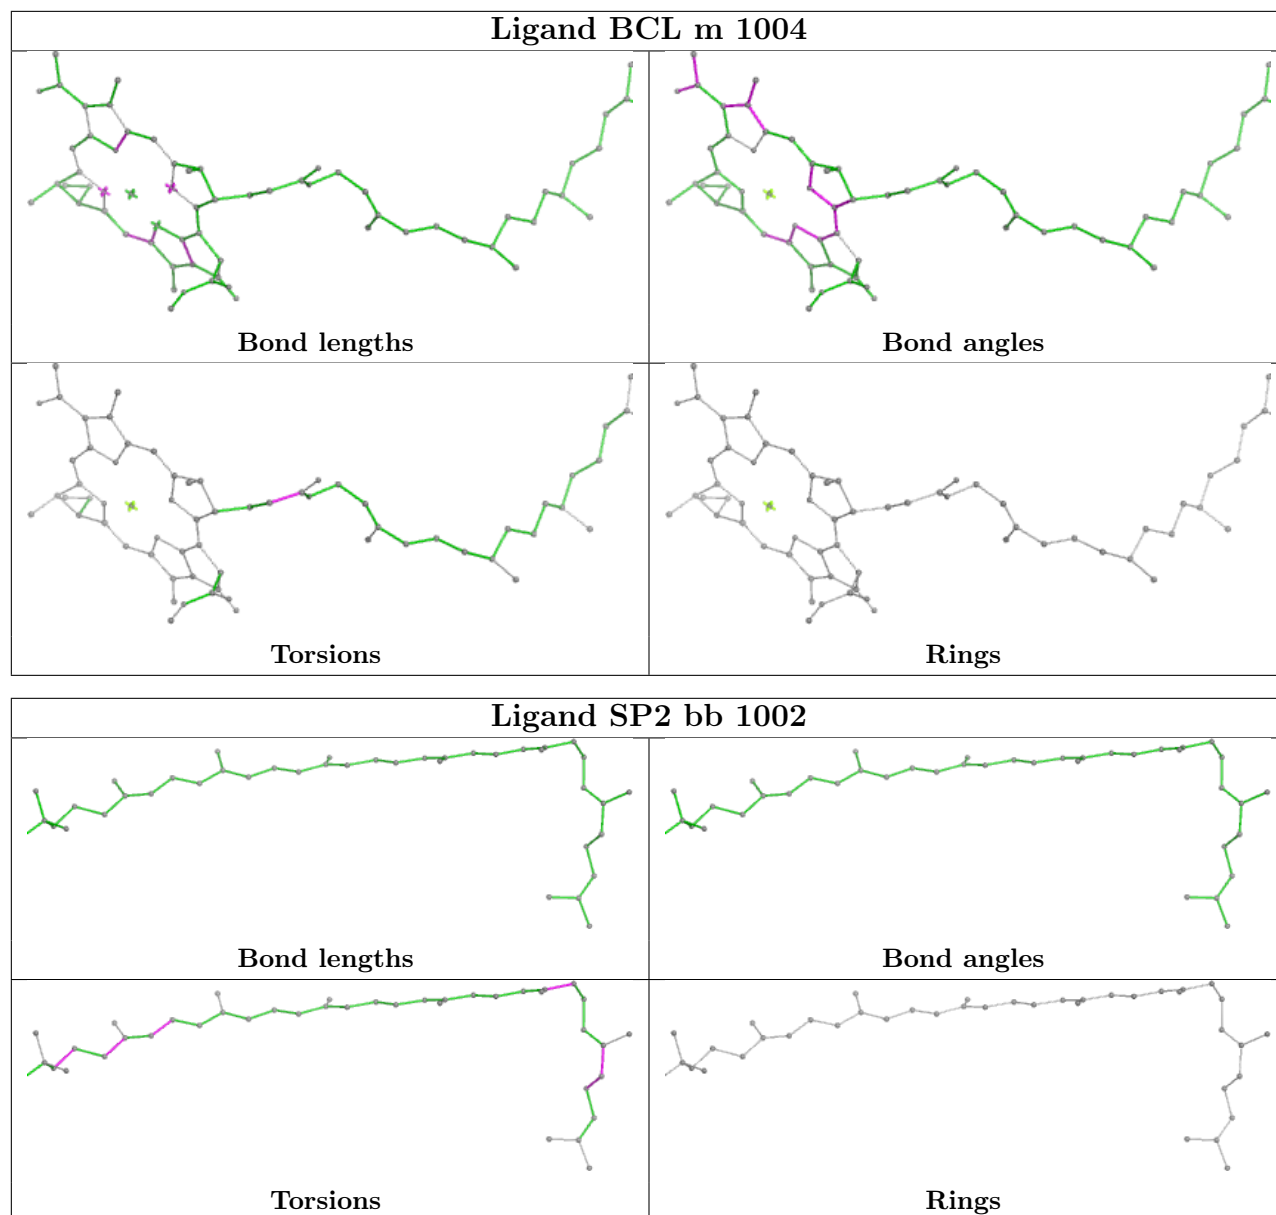 Ligand BCL m 1004
Bond lengths
Bond angles
Torsions
Rings
Ligand SP2 bb 1002
Bond lengths
Bond angles
Torsions
Rings